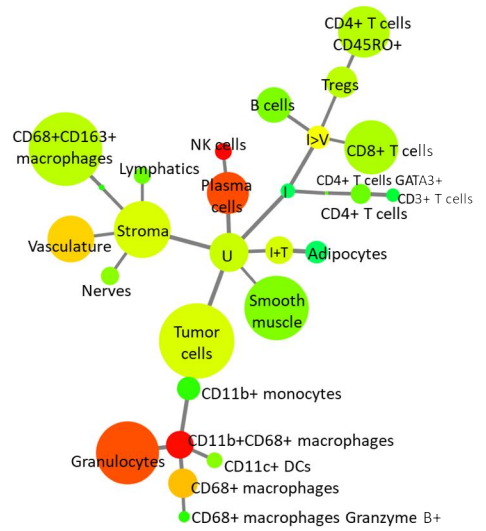 CD4+ T cells
CD45RO+
Tregs
B cells
I>V
CD8+ T cells
NK cells
Plasma
cells
CD68+CD163+
macrophages
Lymphatics
I
CD4+ T cells GATA3+
CD3+ T cells
CD4+ T cells
Stroma
Vasculature
U
I+T
Adipocytes
Nerves
Smooth
muscle
Tumor
cells
CD11b+ monocytes
CD11b+CD68+ macrophages
Granulocytes
CD11c+ DCs
CD68+ macrophages
CD68+ macrophages Granzyme B+